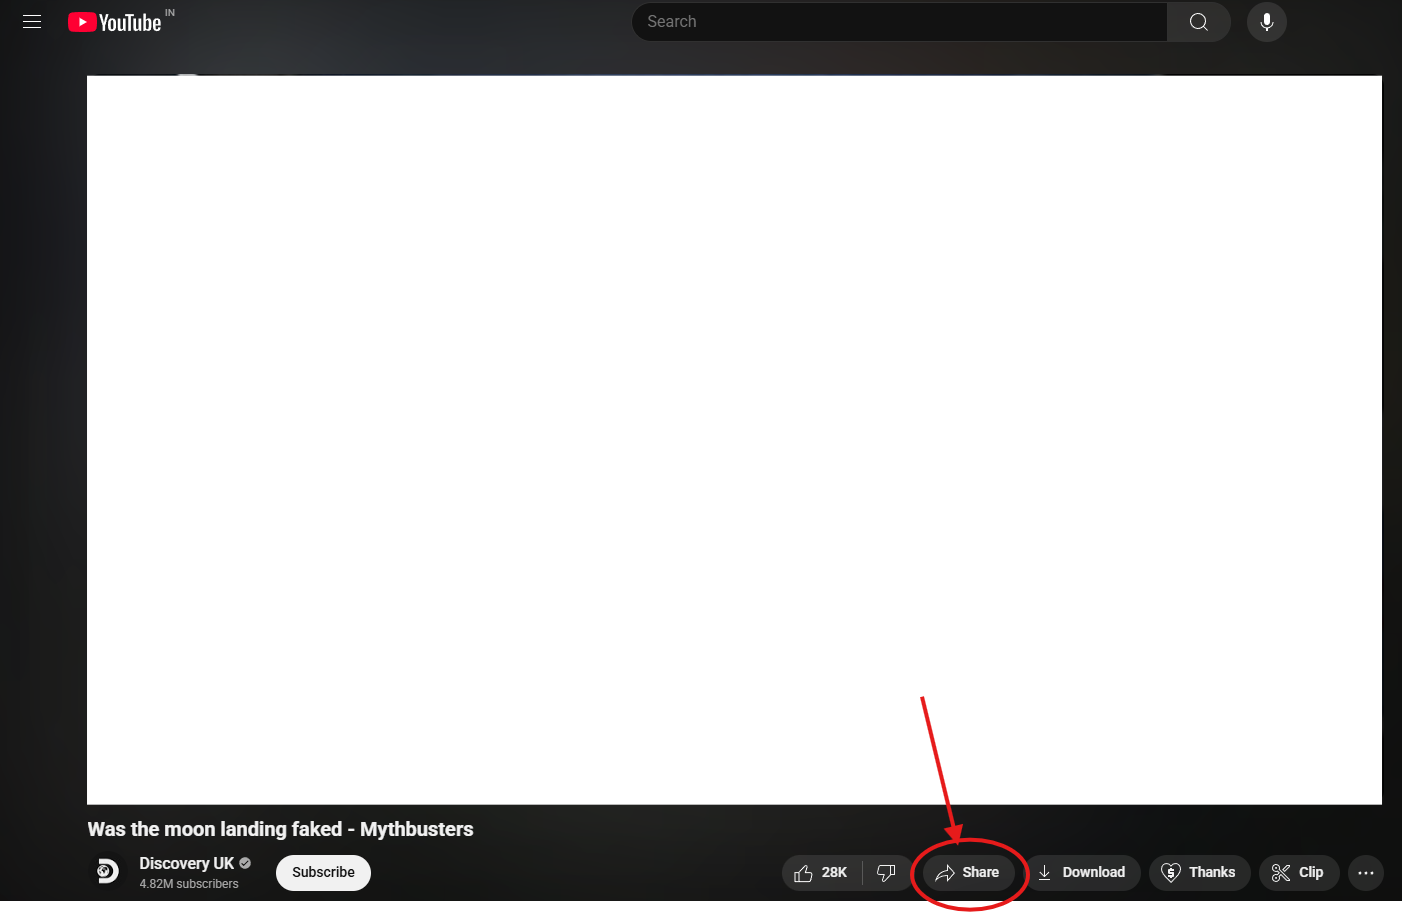 YouTube IN
Search
Was the moon landing faked - Mythbusters
Discovery UK
4.82M subscribers
Subscribe
28K
Share
Download
Thanks
Clip